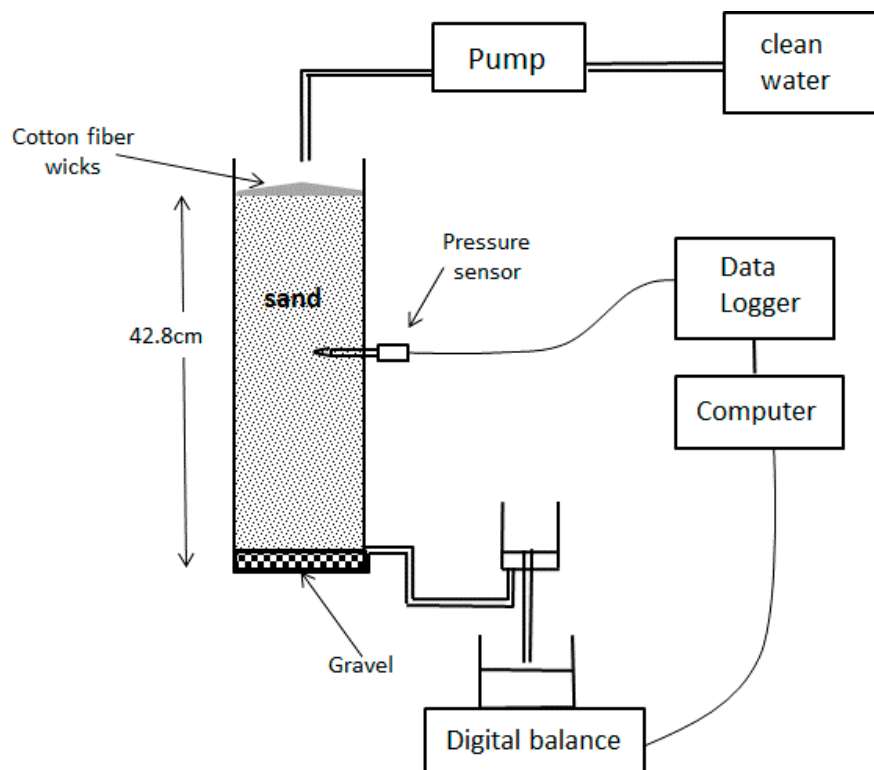 Pump
clean
water
Cotton fiber
wicks
Pressure
sensor
Data
Logger
sand
42.8cm
Computer
Gravel
Digital balance